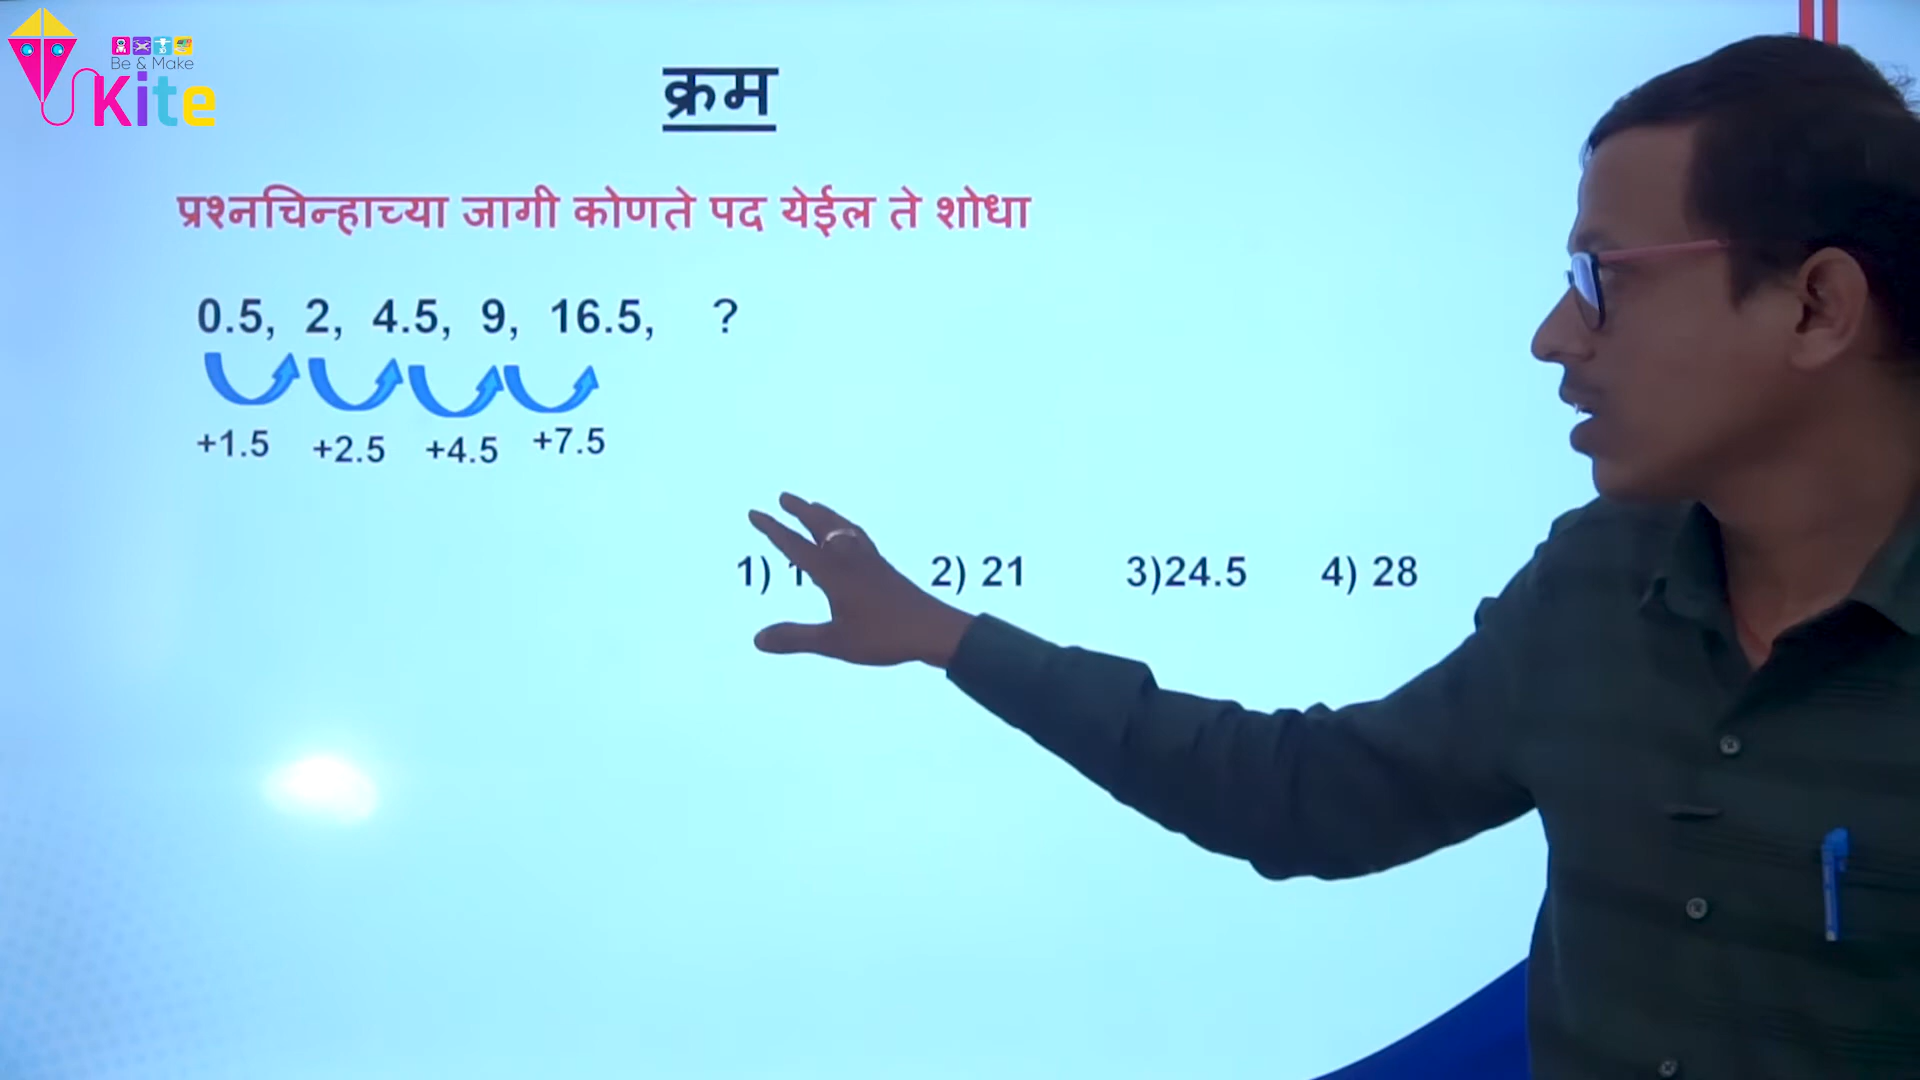 Be & Make
Kite
क्रम
प्रश्नचिन्हाच्या जागी कोणते पद येईल ते शोधा
0.5, 2, 4.5, 9, 16.5, ?
+1.5 +2.5 +4.5 +7.5
1) 2) 21 3)24.5 4) 28